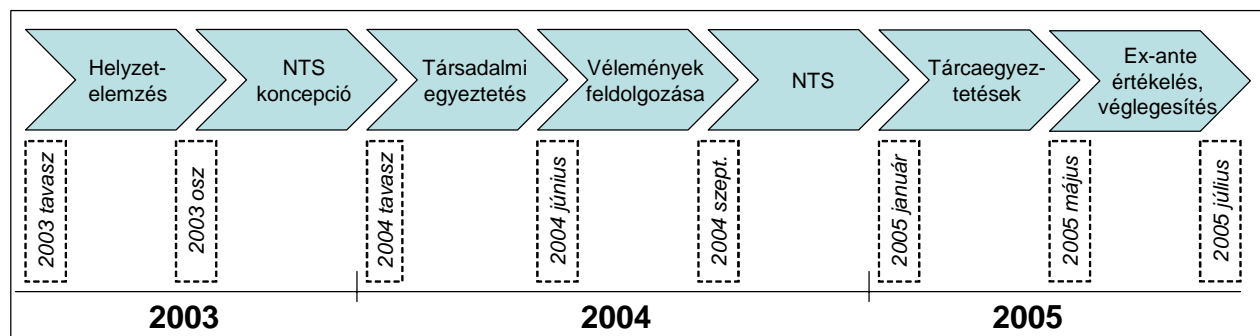 Helyzet-
elemzés
NTS
koncepció
Társadalmi
egyeztetés
Vélemények
feldolgozása
NTS
Tárcaegyez-
tetések
Ex-ante
értékelés,
véglegesítés
2003 tavasz
2003 osz
2004 tavasz
2004 június
2004 szept.
2005 január
2005 május
2005 július
2003
2004
2005